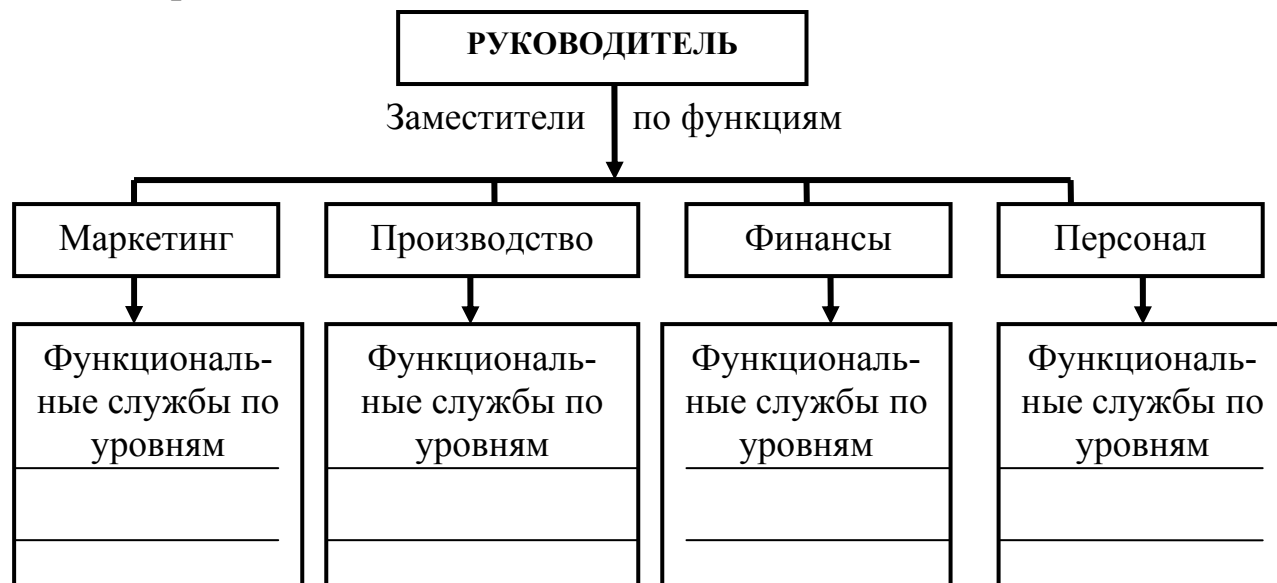 РУКОВОДИТЕЛЬ
Заместители по функциям
Маркетинг
Производство
Финансы
Персонал
Функциональ-
ные службы по
уровням
Функциональ-
ные службы по
уровням
Функциональ-
ные службы по
уровням
Функциональ-
ные службы по
уровням